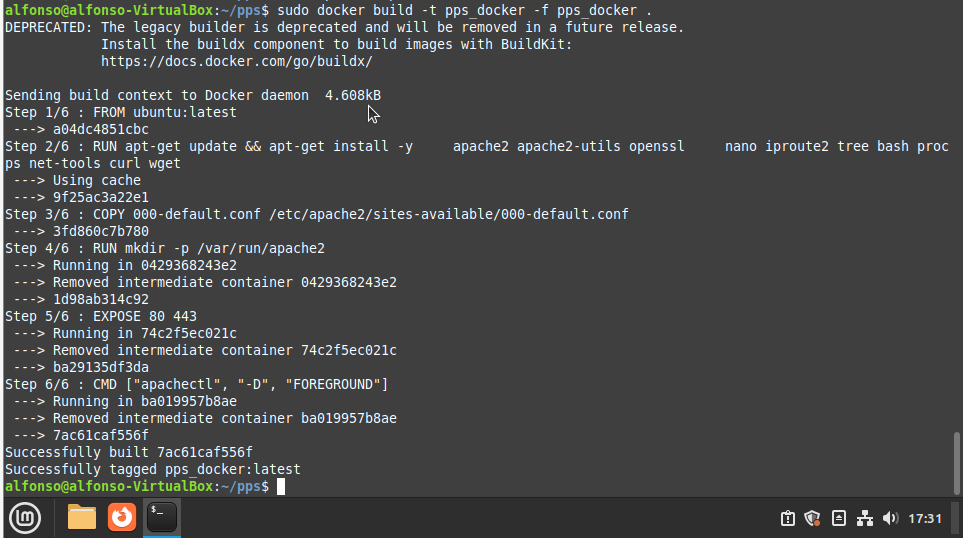 alfonso@alfonso-VirtualBox:~/pps$ sudo docker build -t pps_docker -f pps_docker .
DEPRECATED: The legacy builder is deprecated and will be removed in a future release.
            Install the buildx component to build images with BuildKit:
            https://docs.docker.com/go/buildx/
Sending build context to Docker daemon  4.608kB
Step 1/6 : FROM ubuntu:latest
 ---> a04dc4851cbc
Step 2/6 : RUN apt-get update && apt-get install -y     apache2 apache2-utils openssl     nano iproute2 tree bash proc
ps net-tools curl wget
 ---> Using cache
 ---> 9f25ac3a22e1
Step 3/6 : COPY 000-default.conf /etc/apache2/sites-available/000-default.conf
 ---> 3fd860c7b780
Step 4/6 : RUN mkdir -p /var/run/apache2
 ---> Running in 0429368243e2
 ---> Removed intermediate container 0429368243e2
 ---> 1d98ab314c92
Step 5/6 : EXPOSE 80 443
 ---> Running in 74c2f5ec021c
 ---> Removed intermediate container 74c2f5ec021c
 ---> ba29135df3da
Step 6/6 : CMD ["apachectl", "-D", "FOREGROUND"]
 ---> Running in ba019957b8ae
 ---> Removed intermediate container ba019957b8ae
 ---> 7ac61caf556f
Successfully built 7ac61caf556f
Successfully tagged pps_docker:latest
alfonso@alfonso-VirtualBox:~/pps$
$_
17:31